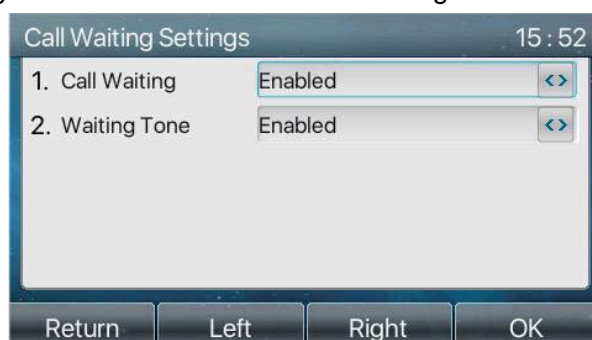 Call Waiting Settings 15:52
1. Call Waiting Enabled <>
2. Waiting Tone Enabled <>
Return Left Right OK